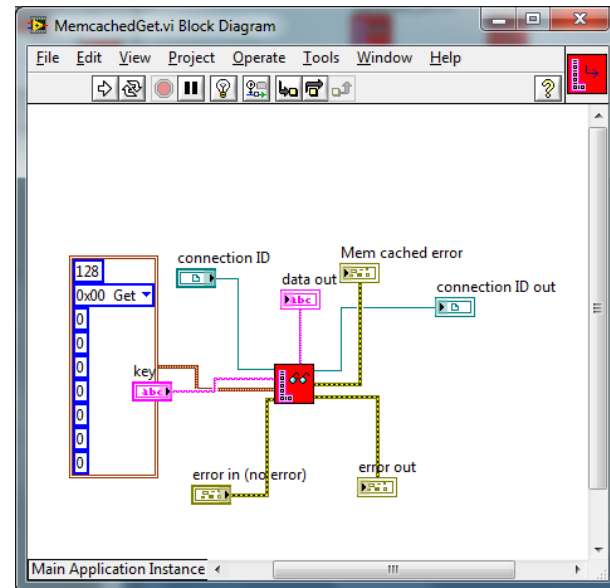 MemcachedGet.vi Block Diagram
File Edit View Project Operate Tools Window Help
connection ID
Mem cached error
128
data out
connection ID out
0x00 Get
abc
0
0
0
key
abc
0
0
0
0
error in (no error)
error out
Main Application Instance